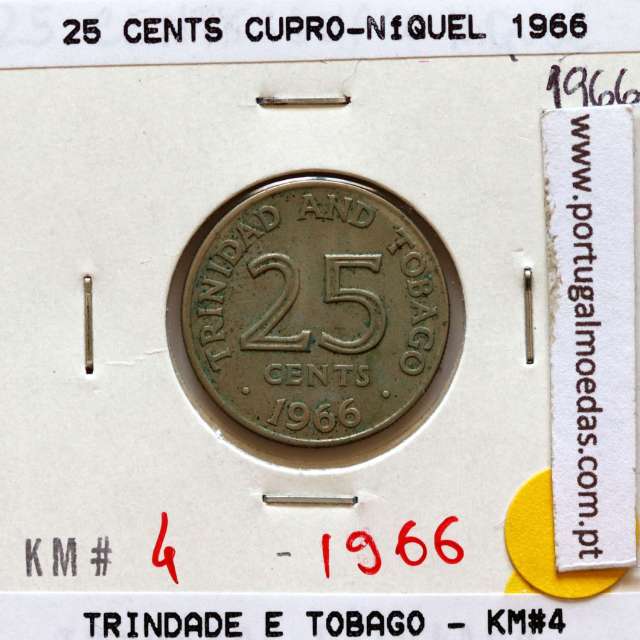 25 CENTS CUPRO-NíQUEL 1966
1966
www.portugalmoedas.com.pt
TRINIDAD AND TOBAGO
25
CENTS
· 1966 ·
KM# 4 - 1966
TRINDADE E TOBAGO - KM#4